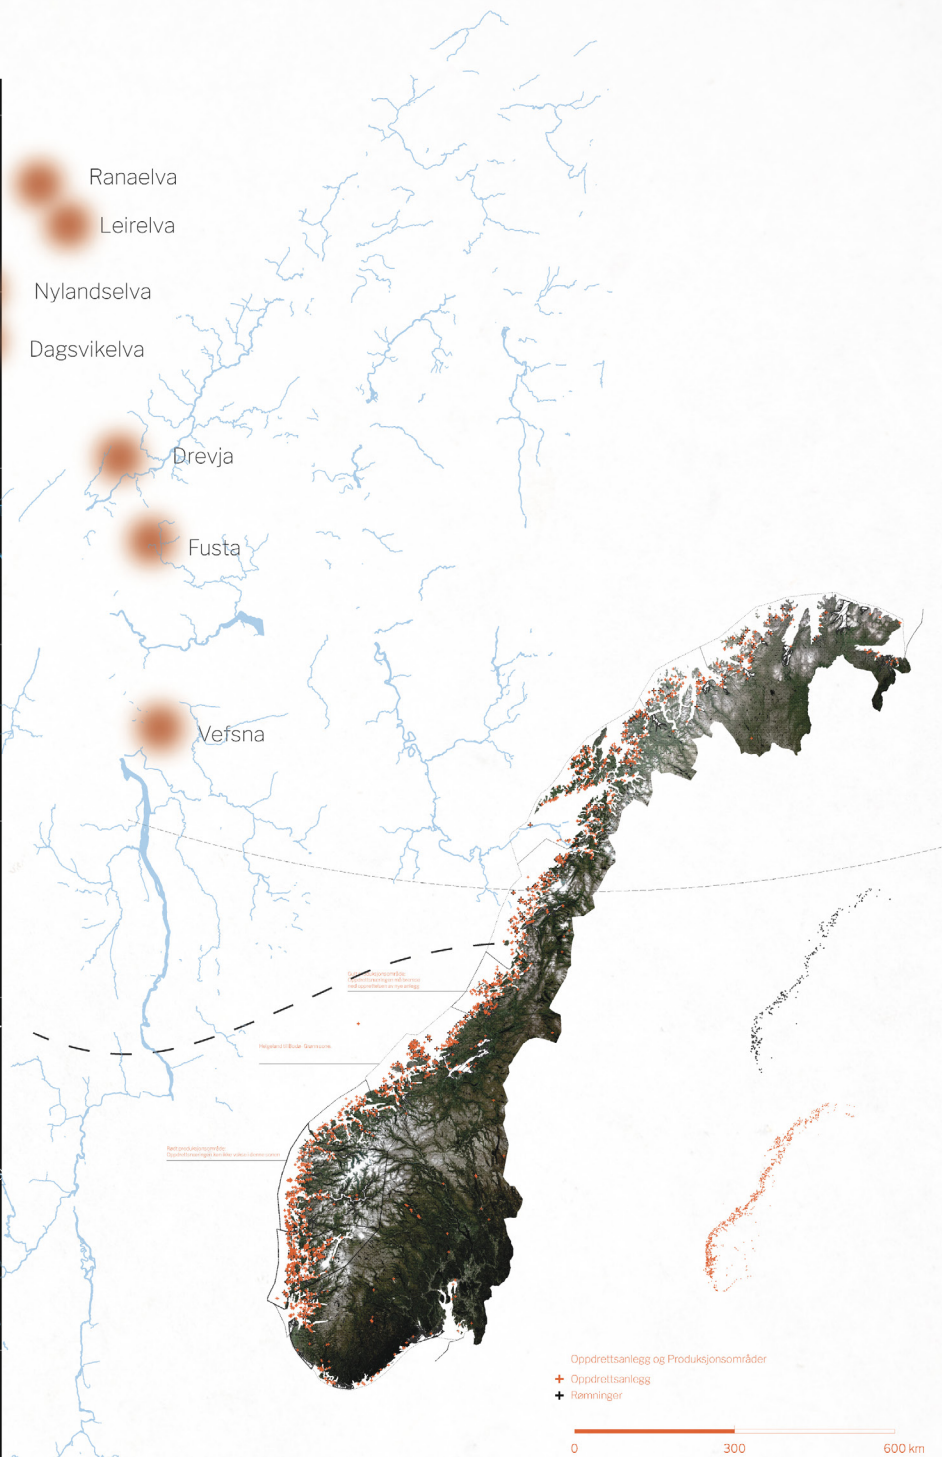 Ranaelva
Leirelva
Nylandselva
Dagsvikelva
Drevja
Fusta
Vefsna
Oppdrettsanlegg og Produksjonsområder
Oppdrettsanlegg
Rømninger
0
300
600 km